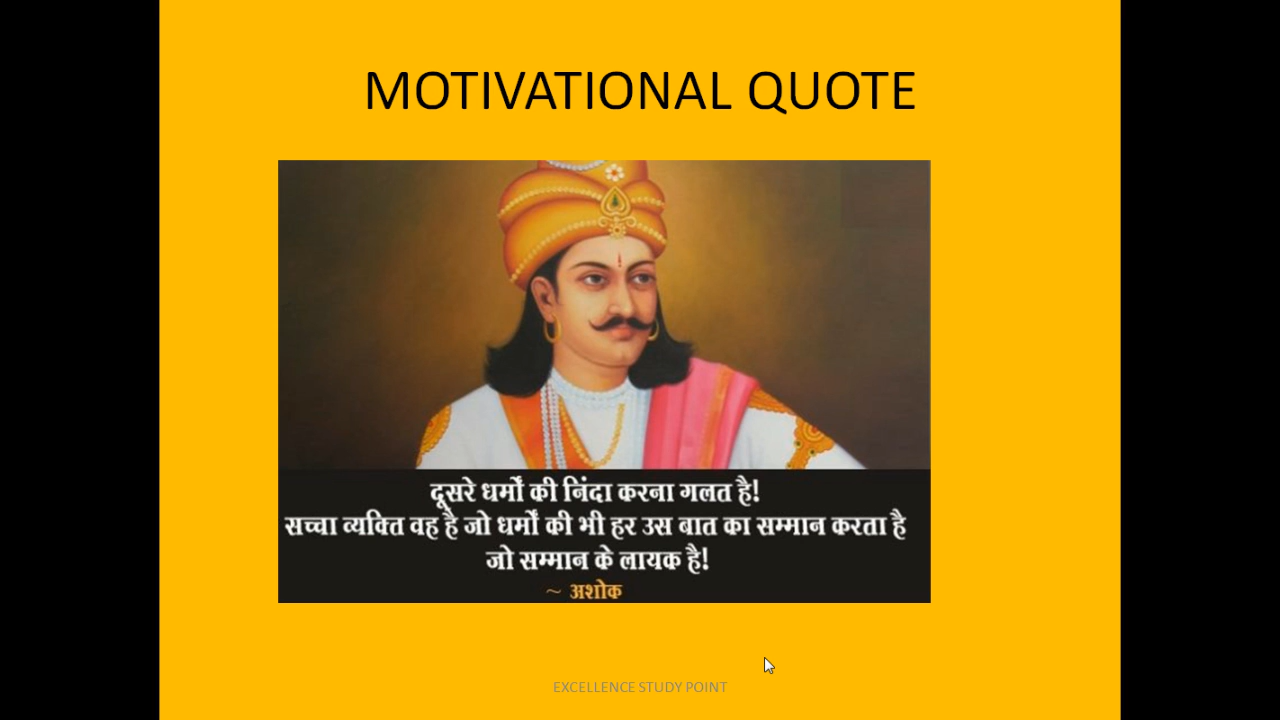 MOTIVATIONAL QUOTE
दूसरे धर्मों की निंदा करना गलत है!
सच्चा व्यक्ति वह है जो धर्मों की भी हर उस बात का सम्मान करता है
जो सम्मान के लायक है!
~ अशोक
EXCELLENCE STUDY POINT